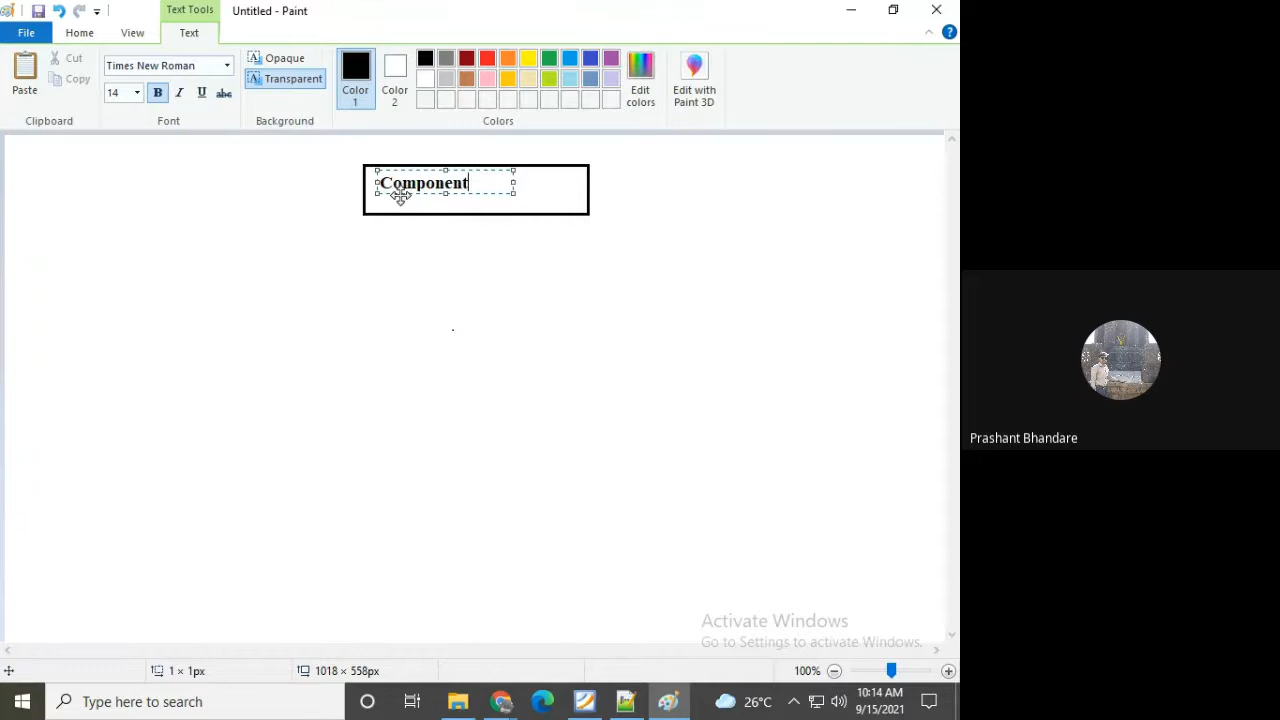 Text Tools
Untitled - Paint
File
Home
View
Text
Paste
Cut
Copy
Clipboard
Times New Roman
14
B
I
U
abc
Font
Opaque
Transparent
Background
Color
1
Color
2
Colors
Edit
colors
Edit with
Paint 3D
Component
Prashant Bhandare
Activate Windows
Go to Settings to activate Windows.
1 × 1px
1018 × 558px
100%
Type here to search
26°C
10:14 AM
9/15/2021